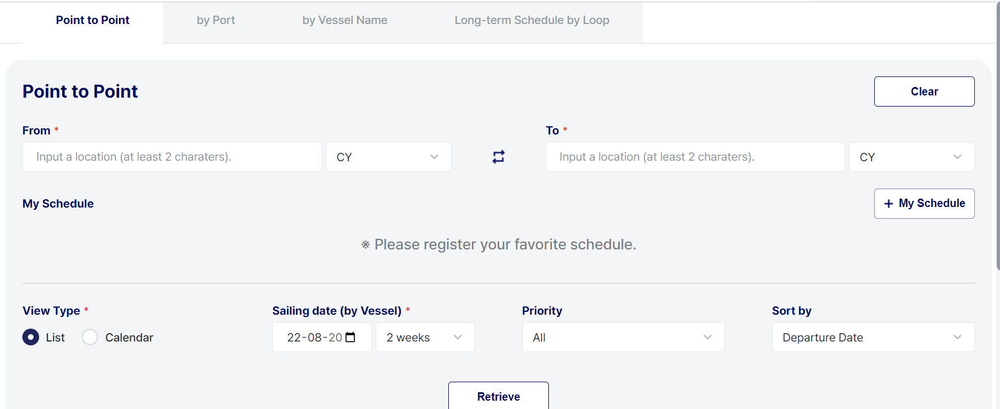 Point to Point by Port by Vessel Name Long-term Schedule by Loop
Point to Point Clear
From * To *
Input a location (at least 2 charaters). CY Input a location (at least 2 charaters). CY
My Schedule + My Schedule
※ Please register your favorite schedule.
View Type * Sailing date (by Vessel) * Priority Sort by
List Calendar 22-08-20 2 weeks All Departure Date
Retrieve